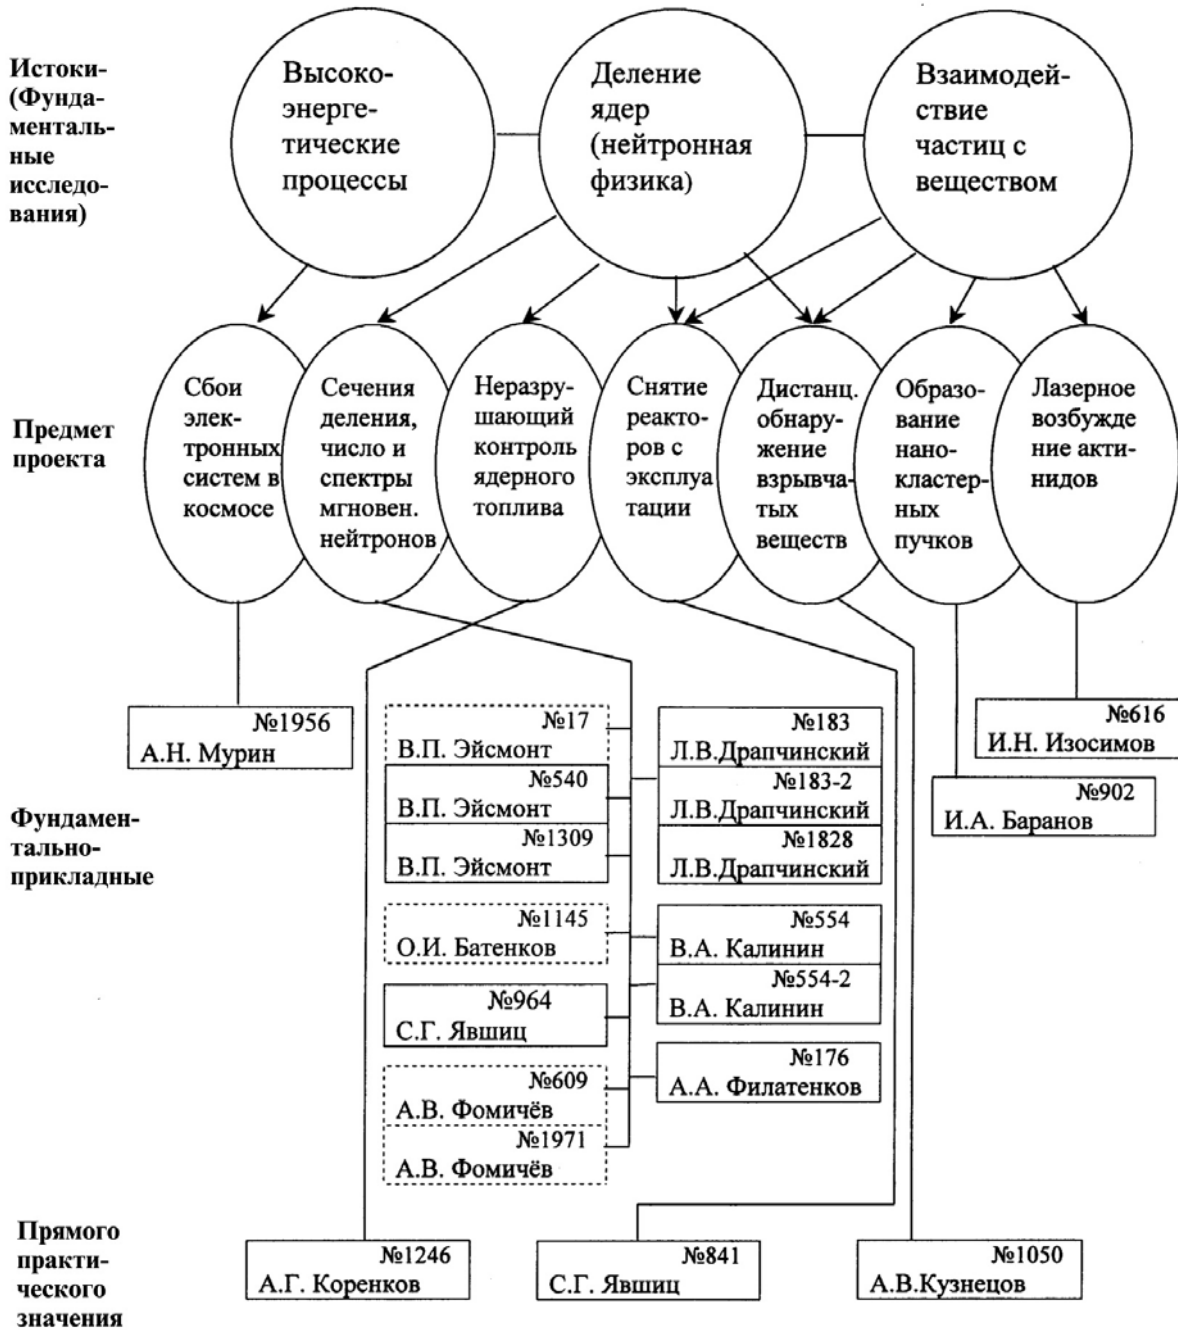 Истоки-
(Фунда-
менталь-
ные
исследо-
вания)
Высоко-
энерге-
тические
процессы
Деление
ядер
(нейтронная
физика)
Взаимодей-
ствие
частиц с
веществом
Предмет
проекта
Сбои
элек-
тронных
систем в
космосе
Сечения
деления,
число и
спектры
мгновен.
нейтронов
Неразру-
шающий
контроль
ядерного
топлива
Снятие
реакто-
ров с
эксплуа
тации
Дистанц.
обнару-
жение
взрывча-
тых
веществ
Образо-
вание
нано-
кластер-
ных
пучков
Лазерное
возбужде
ние акти-
нидов
Фундамен-
тально-
прикладные
№1956
А.Н. Мурин
№17
В.П. Эйсмонт
№540
В.П. Эйсмонт
№1309
В.П. Эйсмонт
№1145
О.И. Батенков
№964
С.Г. Явшиц
№609
А.В. Фомичёв
№1971
А.В. Фомичёв
№183
Л.В.Драпчинский
№183-2
Л.В.Драпчинский
№1828
Л.В.Драпчинский
№554
В.А. Калинин
№554-2
В.А. Калинин
№176
А.А. Филатенков
№616
И.Н. Изосимов
№902
И.А. Баранов
Прямого
практи-
ческого
значения
№1246
А.Г. Коренков
№841
С.Г. Явшиц
№1050
А.В.Кузнецов